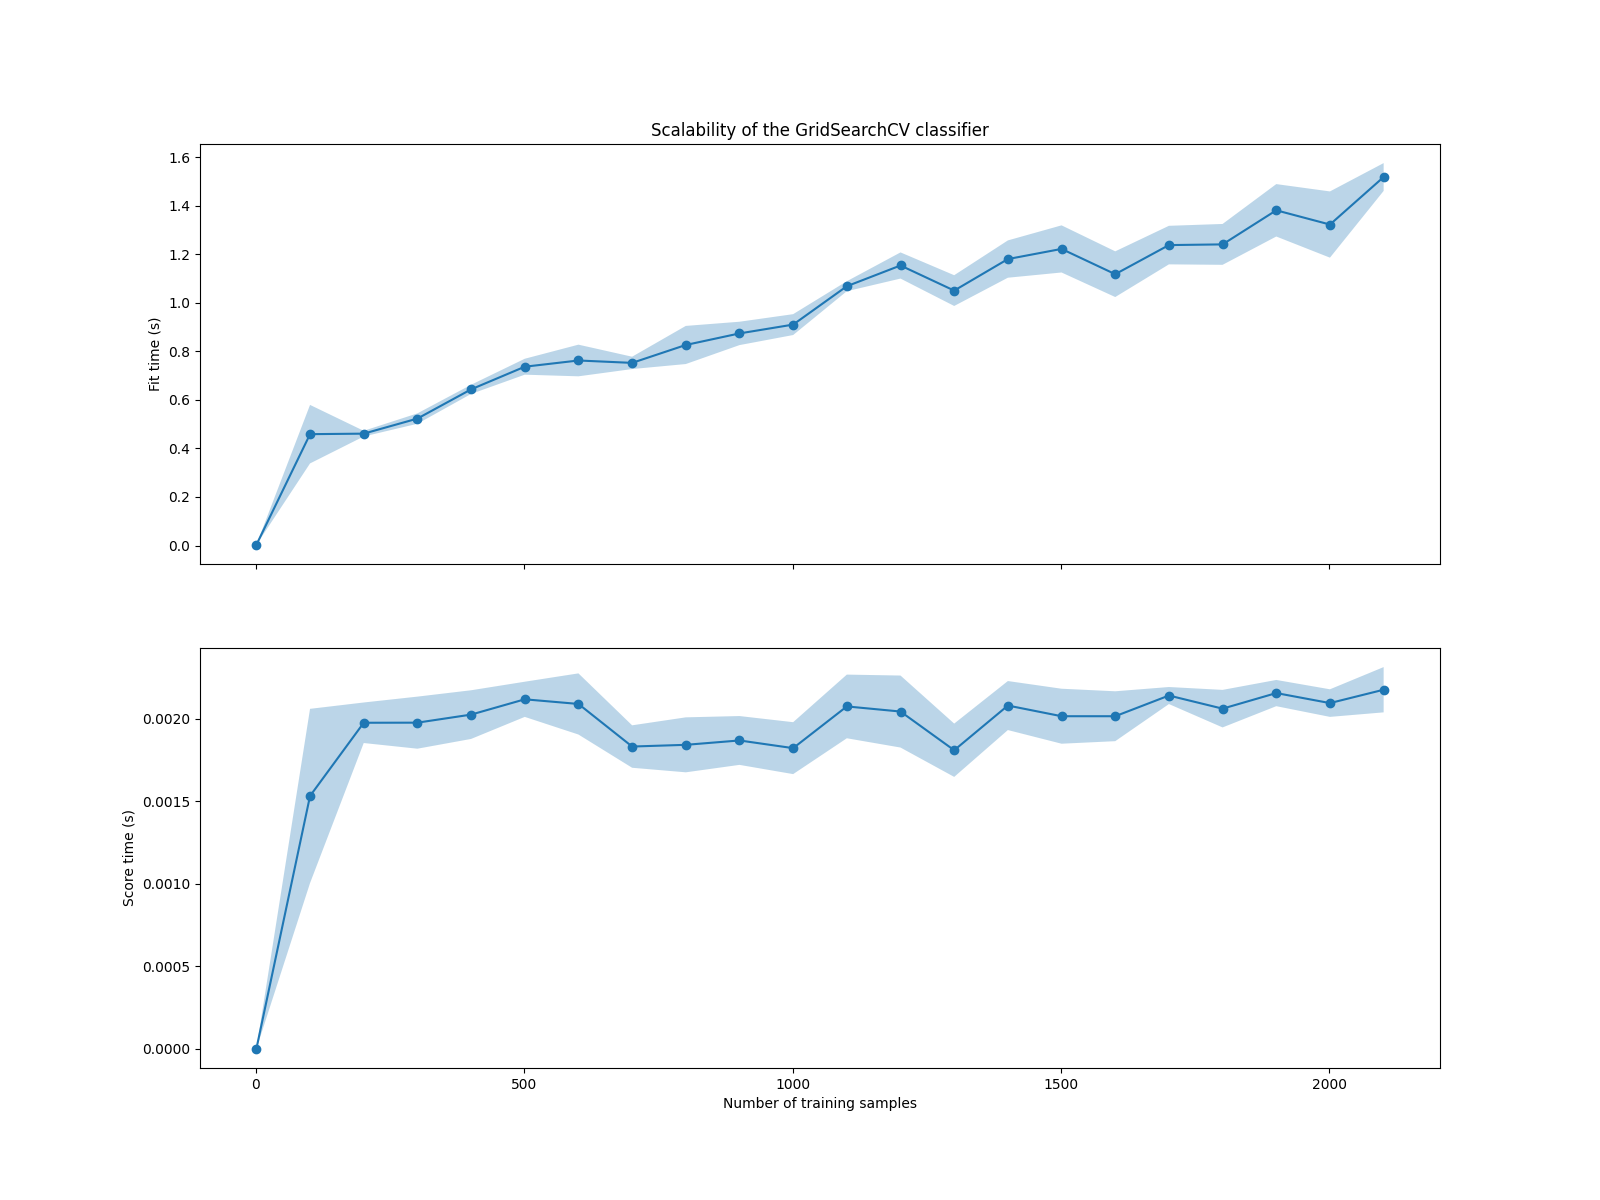 Scalability of the GridSearchCV classifier
1.6
1.4
1.2
1.0
0.8
0.6
0.4
0.2
0.0
Fit time (s)
0.0020
0.0015
0.0010
0.0005
0.0000
Score time (s)
0 500 1000 1500 2000
Number of training samples